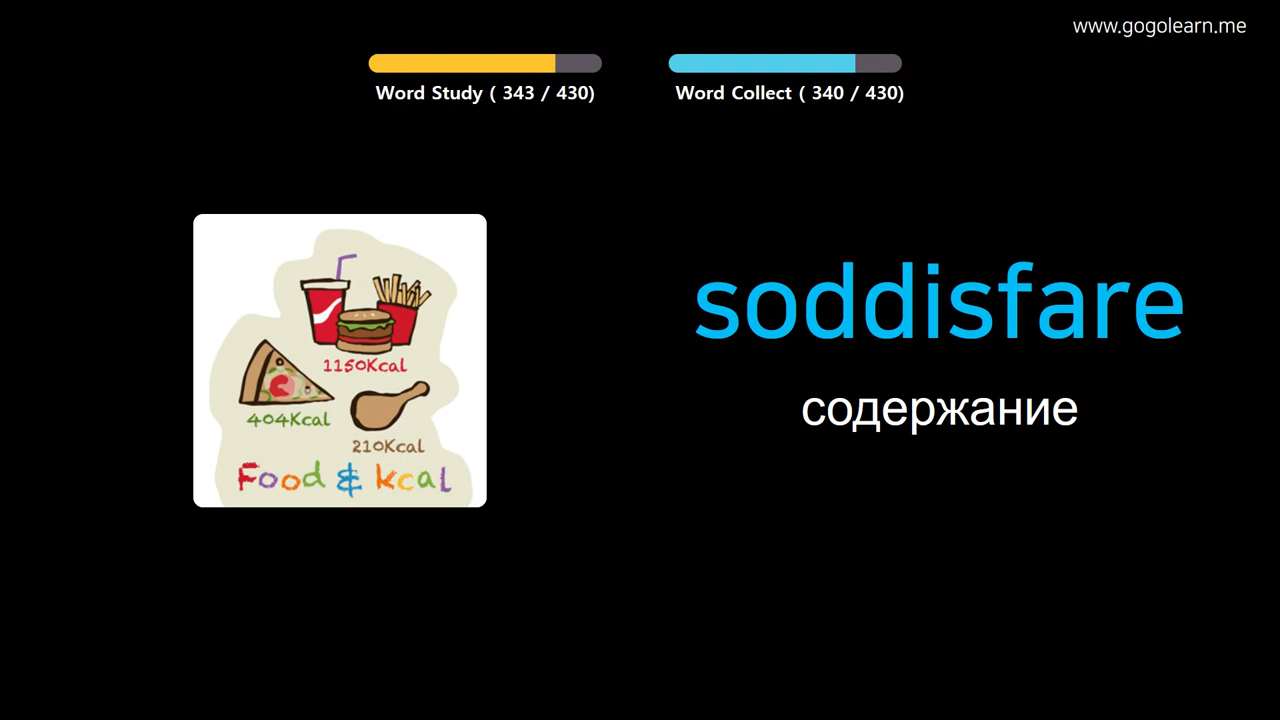 www.gogolearn.me
Word Study ( 343 / 430)
Word Collect ( 340 / 430)
soddisfare
содержание
1150Kcal
404Kcal
210Kcal
Food & kcal